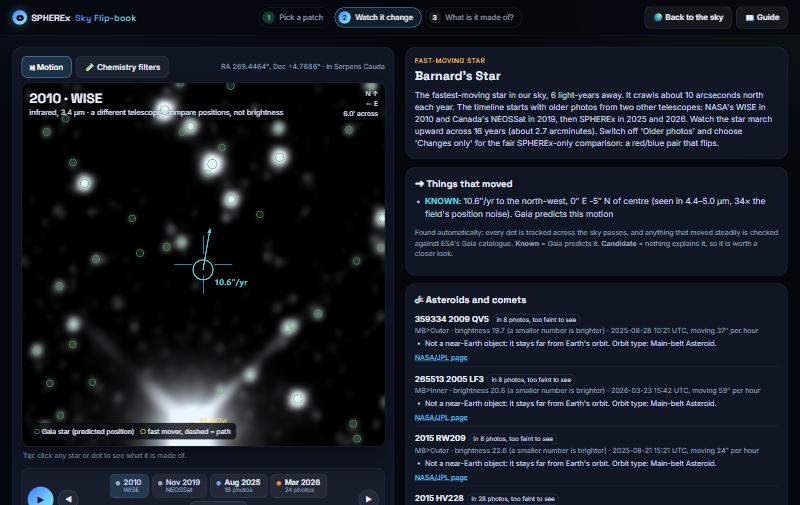 SPHEREx Sky Flip-book
1 Pick a patch
2 Watch it change
3 What is it made of?
Back to the sky
Guide
Motion
Chemistry filters
RA 269.4464°, Dec +4.7686° · in Serpens Cauda
2010 · WISE
infrared, 3.4 µm · a different telescope: compare positions, not brightness
N ↑
← E
6.0' across
10.6"/yr
Gaia star (predicted position)
fast mover, dashed = path
Tip: click any star or dot to see what it is made of.
2010
WISE
Nov 2019
NEOSSat
Aug 2025
18 photos
Mar 2026
24 photos
FAST-MOVING STAR
Barnard's Star
The fastest-moving star in our sky, 6 light-years away. It crawls about 10 arcseconds north
each year. The timeline starts with older photos from two other telescopes: NASA's WISE in
2010 and Canada's NEOSSat in 2019, then SPHEREx in 2025 and 2026. Watch the star march
upward across 16 years (about 2.7 arcminutes). Switch off 'Older photos' and choose
'Changes only' for the fair SPHEREx-only comparison: a red/blue pair that flips.
➜ Things that moved
• KNOWN: 10.6"/yr to the north-west, 0" E -5" N of centre (seen in 4.4–5.0 µm, 34× the
field's position noise). Gaia predicts this motion
Found automatically: every dot is tracked across the sky passes, and anything that moved steadily is checked
against ESA's Gaia catalogue. Known = Gaia predicts it. Candidate = nothing explains it, so it is worth a
closer look.
Asteroids and comets
359334 2009 QV5 in 8 photos, too faint to see
MB>Outer · brightness 19.7 (a smaller number is brighter) · 2025-08-28 10:21 UTC, moving 37" per hour
• Not a near-Earth object: it stays far from Earth's orbit. Orbit type: Main-belt Asteroid.
NASA/JPL page
265513 2005 LF3 in 8 photos, too faint to see
MB>Inner · brightness 20.6 (a smaller number is brighter) · 2026-03-23 15:42 UTC, moving 59" per hour
• Not a near-Earth object: it stays far from Earth's orbit. Orbit type: Main-belt Asteroid.
NASA/JPL page
2015 RW209 in 8 photos, too faint to see
MB>Outer · brightness 22.6 (a smaller number is brighter) · 2025-08-21 15:21 UTC, moving 24" per hour
• Not a near-Earth object: it stays far from Earth's orbit. Orbit type: Main-belt Asteroid.
NASA/JPL page
2015 HV228 in 28 photos, too faint to see